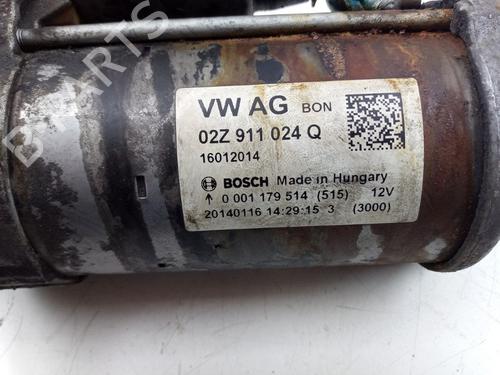 B-PARTS
VW AG BON
02Z 911 024 Q
16012014
BOSCH Made in Hungary
↑ 0 001 179 514 (515) 12V
20140116 14:29:15 3 (3000)